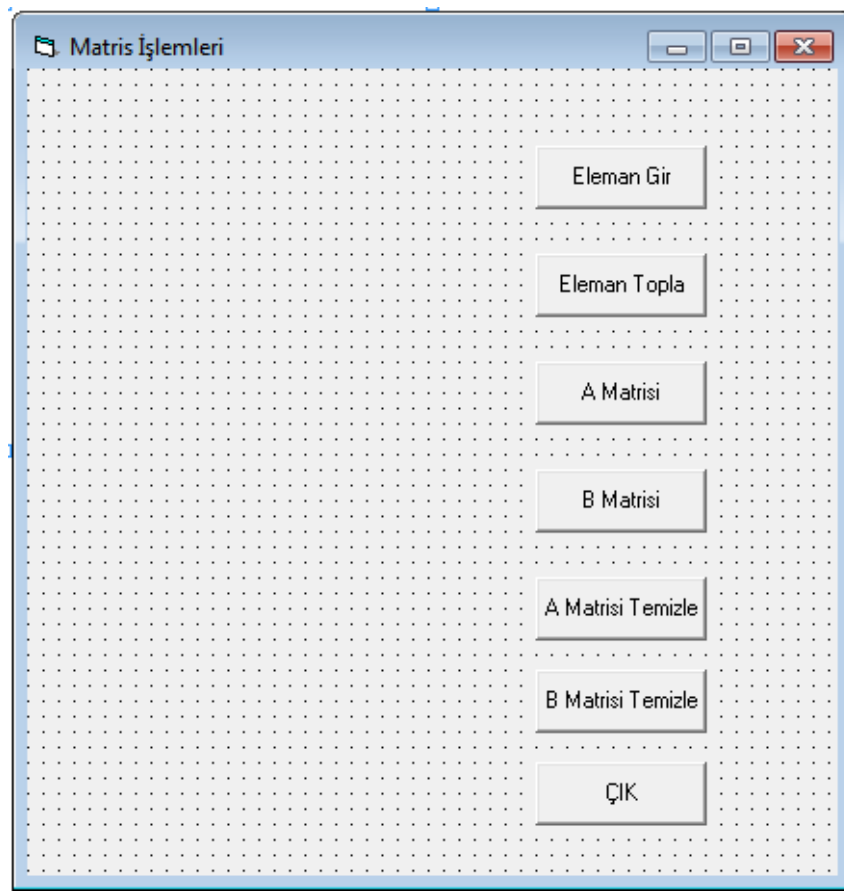 Matris İşlemleri
Eleman Gir
Eleman Topla
A Matrisi
B Matrisi
A Matrisi Temizle
B Matrisi Temizle
ÇIK